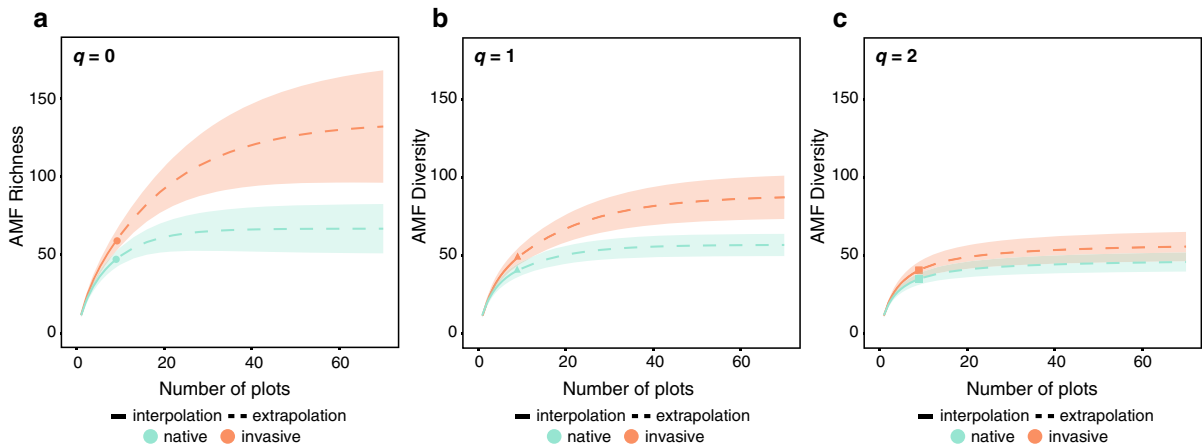 a
q = 0
AMF Richness
150
100
50
0
0 20 40 60
Number of plots
interpolation extrapolation
native invasive
b
q = 1
AMF Diversity
150
100
50
0
0 20 40 60
Number of plots
interpolation extrapolation
native invasive
c
q = 2
AMF Diversity
150
100
50
0
0 20 40 60
Number of plots
interpolation extrapolation
native invasive